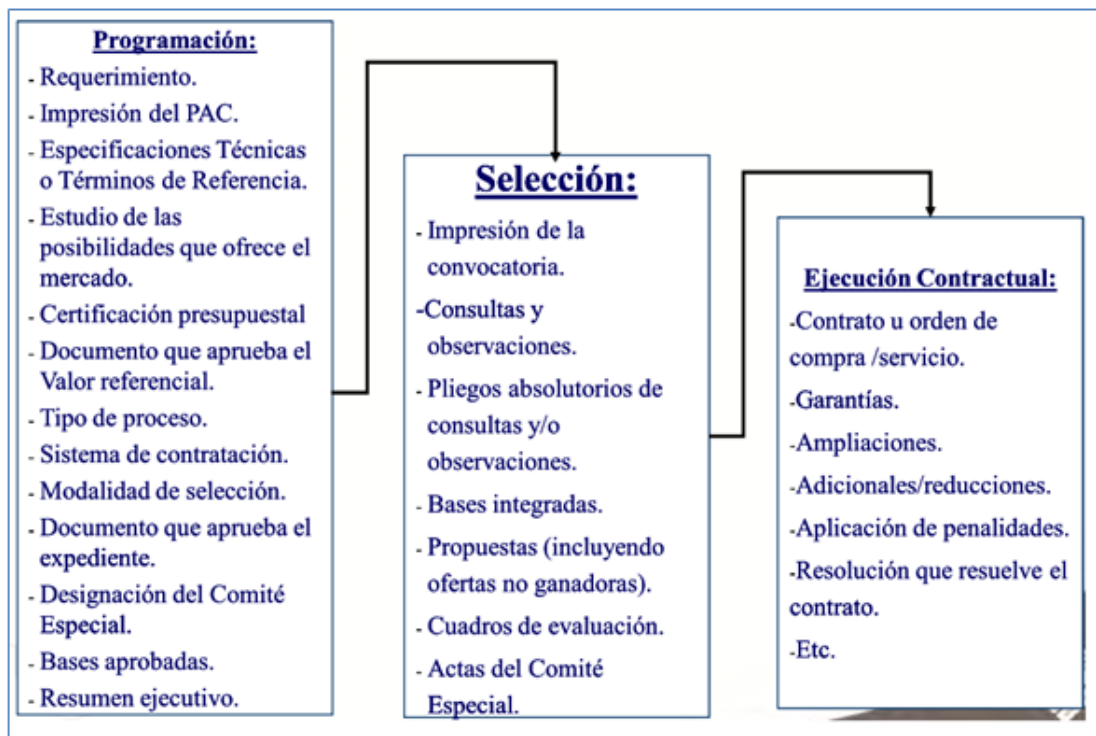 Programación:
- Requerimiento.
- Impresión del PAC.
- Especificaciones Técnicas
o Términos de Referencia.
- Estudio de las
posibilidades que ofrece el
mercado.
- Certificación presupuestal
- Documento que aprueba el
Valor referencial.
- Tipo de proceso.
- Sistema de contratación.
- Modalidad de selección.
- Documento que aprueba el
expediente.
- Designación del Comité
Especial.
- Bases aprobadas.
- Resumen ejecutivo.
Selección:
- Impresión de la
convocatoria.
-Consultas y
observaciones.
- Pliegos absolutorios de
consultas y/o
observaciones.
- Bases integradas.
- Propuestas (incluyendo
ofertas no ganadoras).
- Cuadros de evaluación.
- Actas del Comité
Especial.
Ejecución Contractual:
-Contrato u orden de
compra /servicio.
-Garantías.
-Ampliaciones.
-Adicionales/reducciones.
-Aplicación de penalidades.
-Resolución que resuelve el
contrato.
-Etc.